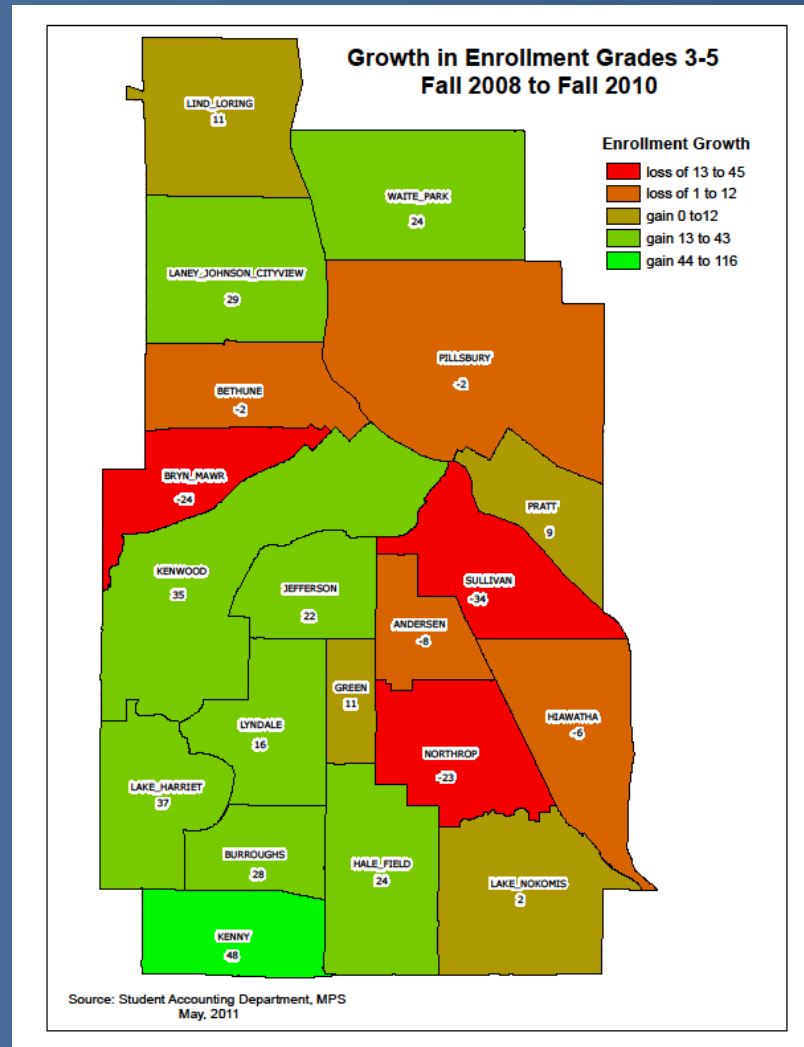 Growth in Enrollment Grades 3-5
Fall 2008 to Fall 2010
Enrollment Growth
loss of 13 to 45
loss of 1 to 12
gain 0 to12
gain 13 to 43
gain 44 to 116
LIND_LORING
11
WAITE_PARK
24
LANEY_JOHNSON_CITYVIEW
29
PILLSBURY
-2
BETHUNE
-2
BRYN_MAWR
-24
PRATT
9
KENWOOD
35
JEFFERSON
22
SULLIVAN
-34
ANDERSEN
-8
GREEN
11
HIAWATHA
-6
LYNDALE
16
NORTHROP
-23
LAKE_HARRIET
37
BURROUGHS
28
HALE_FIELD
24
LAKE_NOKOMIS
2
KENNY
48
Source: Student Accounting Department, MPS
May, 2011